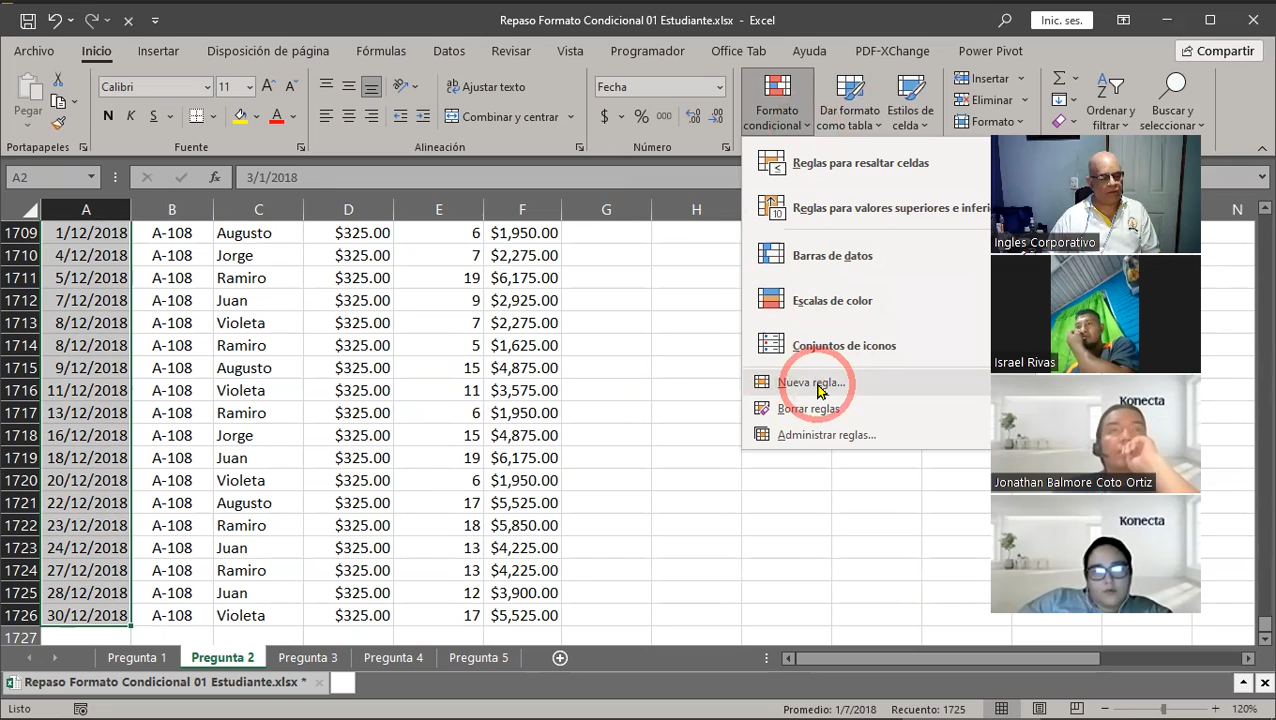 Repaso Formato Condicional 01 Estudiante.xlsx - Excel
Inic. ses.
Archivo Inicio Insertar Disposición de página Fórmulas Datos Revisar Vista Programador Office Tab Ayuda PDF-XChange Power Pivot Compartir
Pegar
Calibri 11
N K S
Ajustar texto
Combinar y centrar
Fecha
$ % 000
Formato condicional
Dar formato como tabla
Estilos de celda
Insertar
Eliminar
Formato
Ordenar y filtrar
Buscar y seleccionar
Portapapeles Fuente Alineación Número
A2 fx 3/1/2018
Reglas para resaltar celdas
Reglas para valores superiores e inferi
Barras de datos
Escalas de color
Conjuntos de iconos
Nueva regla...
Borrar reglas
Administrar reglas...
Ingles Corporativo
Israel Rivas
Konecta
Jonathan Balmore Coto Ortiz
Konecta
A B C D E F G H N
1709 1/12/2018 A-108 Augusto $325.00 6 $1,950.00
1710 4/12/2018 A-108 Jorge $325.00 7 $2,275.00
1711 5/12/2018 A-108 Ramiro $325.00 19 $6,175.00
1712 7/12/2018 A-108 Juan $325.00 9 $2,925.00
1713 8/12/2018 A-108 Violeta $325.00 7 $2,275.00
1714 8/12/2018 A-108 Ramiro $325.00 5 $1,625.00
1715 9/12/2018 A-108 Augusto $325.00 15 $4,875.00
1716 11/12/2018 A-108 Violeta $325.00 11 $3,575.00
1717 13/12/2018 A-108 Ramiro $325.00 6 $1,950.00
1718 16/12/2018 A-108 Jorge $325.00 15 $4,875.00
1719 18/12/2018 A-108 Juan $325.00 19 $6,175.00
1720 20/12/2018 A-108 Violeta $325.00 6 $1,950.00
1721 22/12/2018 A-108 Augusto $325.00 17 $5,525.00
1722 23/12/2018 A-108 Ramiro $325.00 18 $5,850.00
1723 24/12/2018 A-108 Juan $325.00 13 $4,225.00
1724 27/12/2018 A-108 Ramiro $325.00 13 $4,225.00
1725 28/12/2018 A-108 Juan $325.00 12 $3,900.00
1726 30/12/2018 A-108 Violeta $325.00 17 $5,525.00
1727
Pregunta 1 Pregunta 2 Pregunta 3 Pregunta 4 Pregunta 5
Repaso Formato Condicional 01 Estudiante.xlsx *
Listo Promedio: 1/7/2018 Recuento: 1725 120%